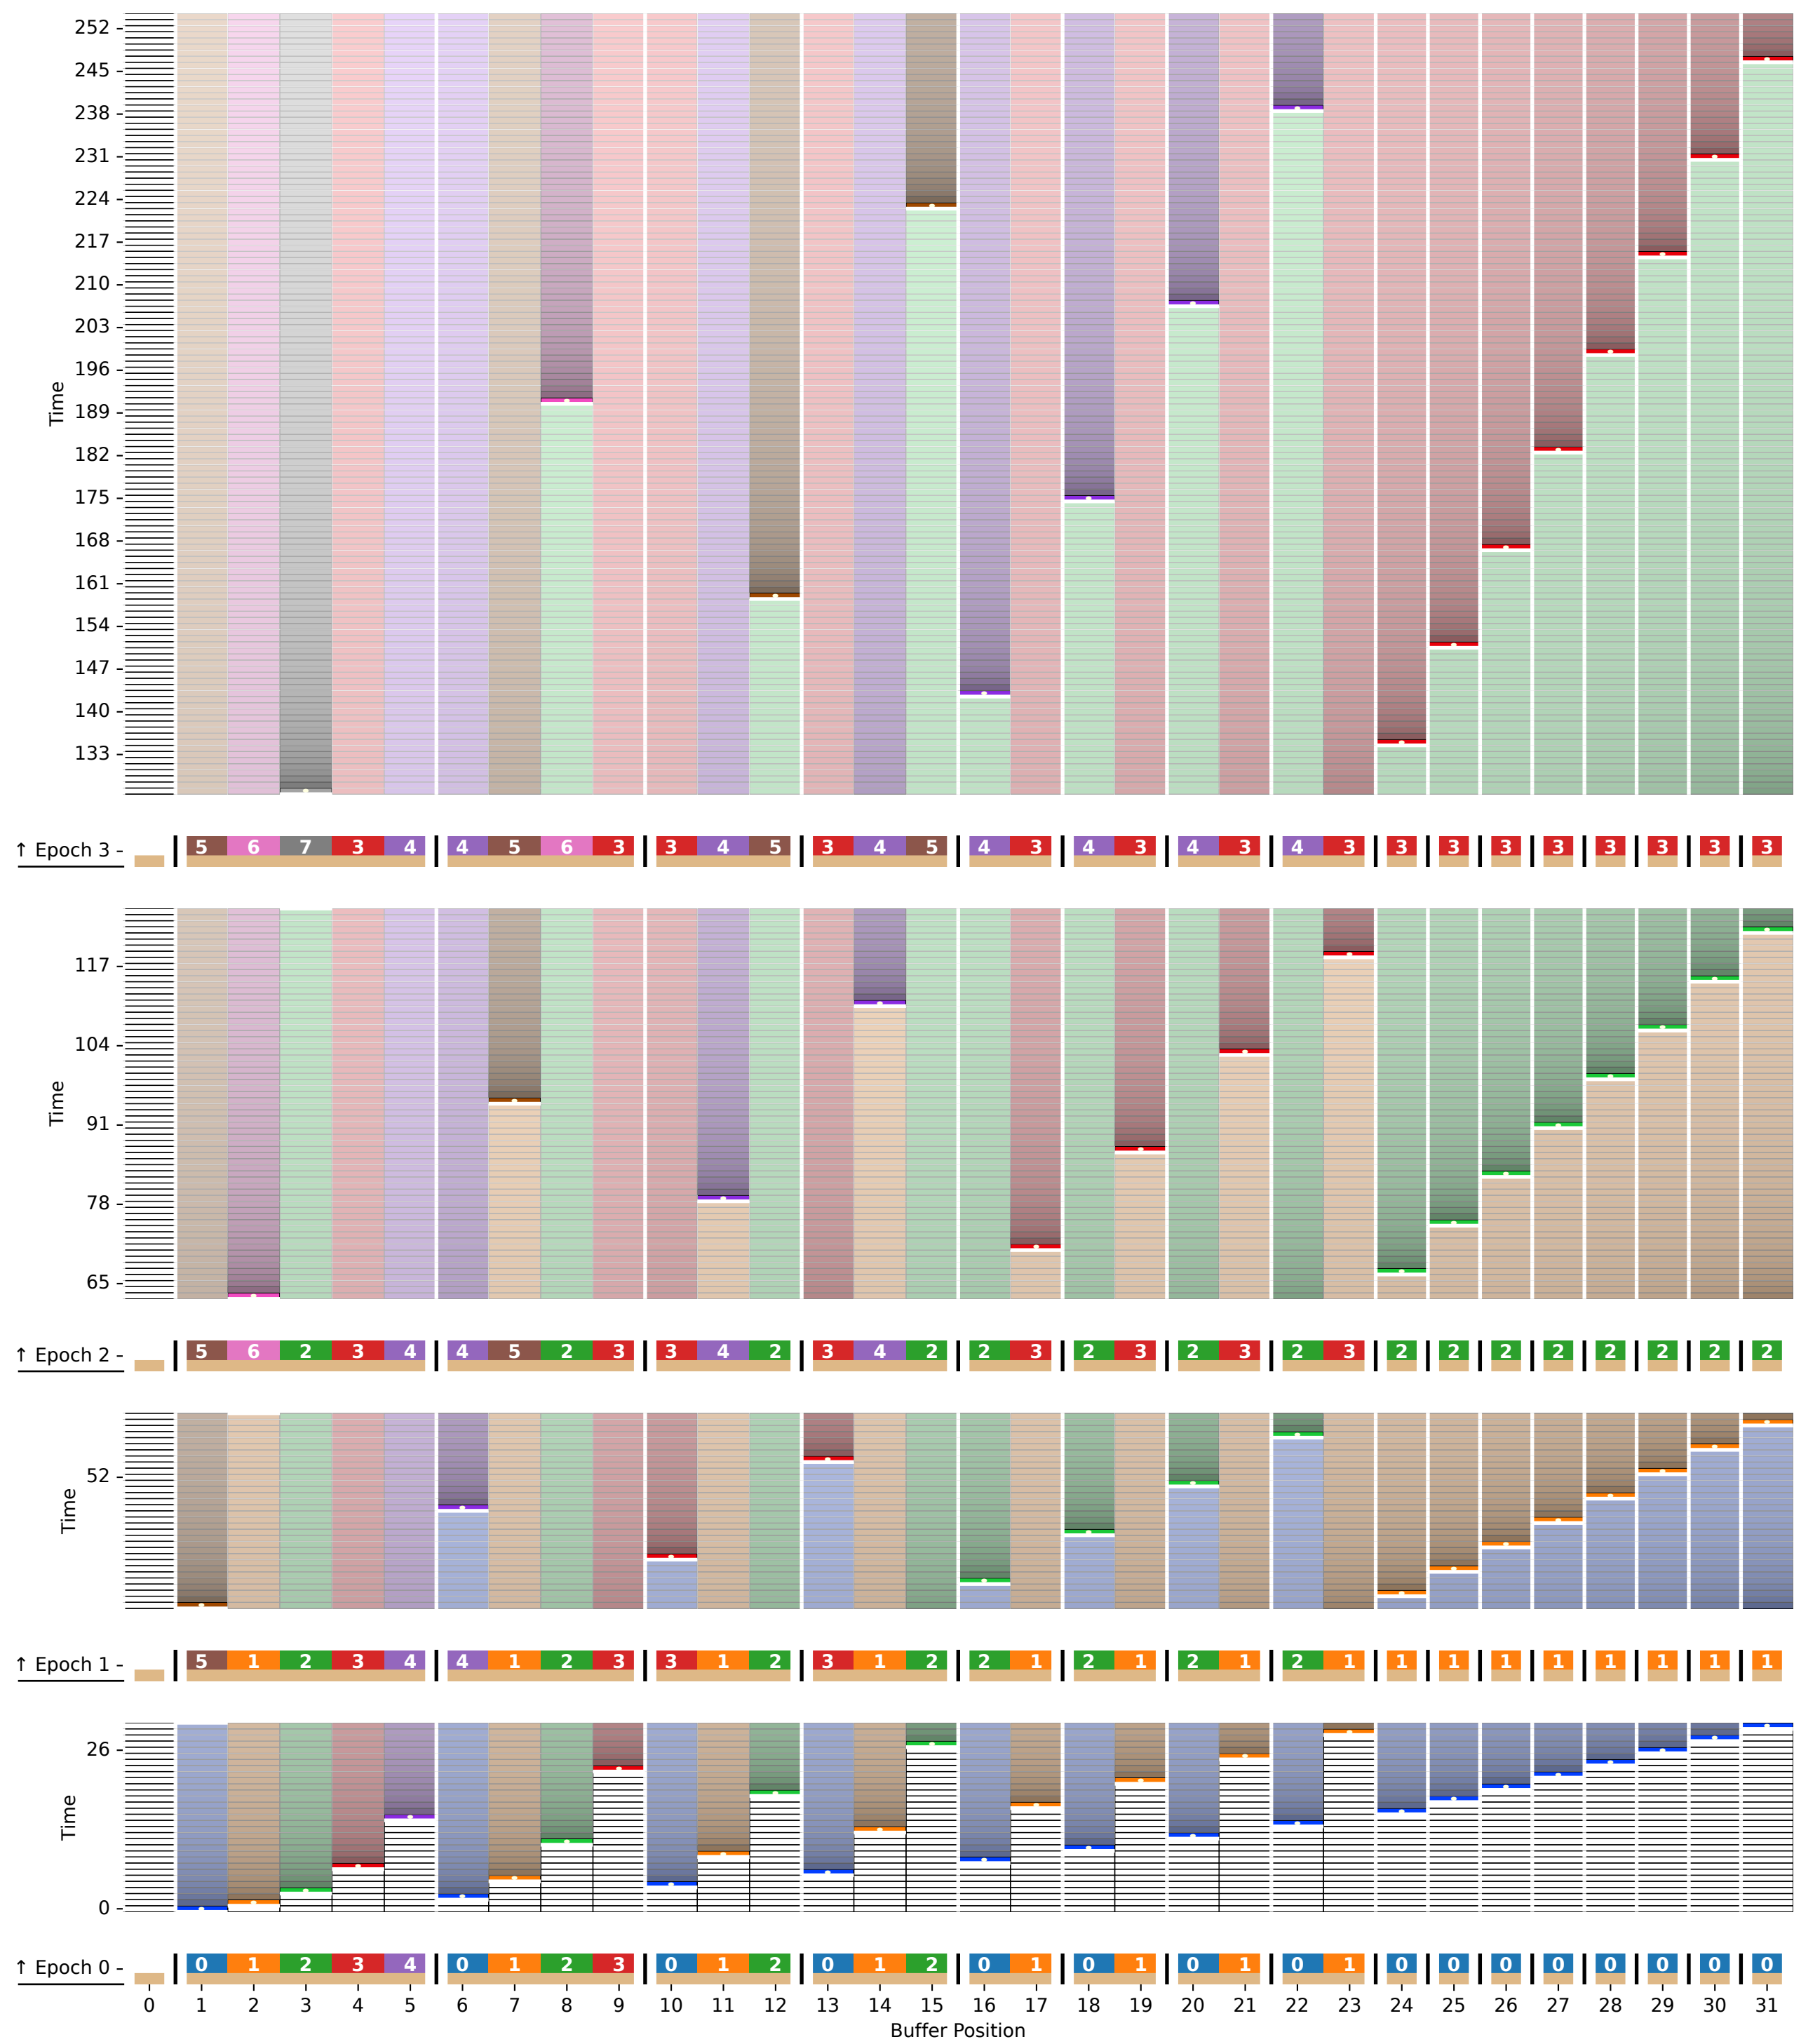 252
245
238
231
224
217
210
203
196
189
182
175
168
161
154
147
140
133
Time
↑ Epoch 3
5 6 7 3 4 4 5 6 3 3 4 5 3 4 5 4 3 4 3 4 3 4 3 3 3 3 3 3 3 3 3
117
104
91
78
65
Time
↑ Epoch 2
5 6 2 3 4 4 5 2 3 3 4 2 3 4 2 2 3 2 3 2 3 2 3 2 2 2 2 2 2 2 2
52
Time
↑ Epoch 1
5 1 2 3 4 4 1 2 3 3 1 2 3 1 2 2 1 2 1 2 1 2 1 1 1 1 1 1 1 1 1
26
0
Time
↑ Epoch 0
0 1 2 3 4 0 1 2 3 0 1 2 0 1 2 0 1 0 1 0 1 0 1 0 0 0 0 0 0 0 0
0 1 2 3 4 5 6 7 8 9 10 11 12 13 14 15 16 17 18 19 20 21 22 23 24 25 26 27 28 29 30 31
Buffer Position